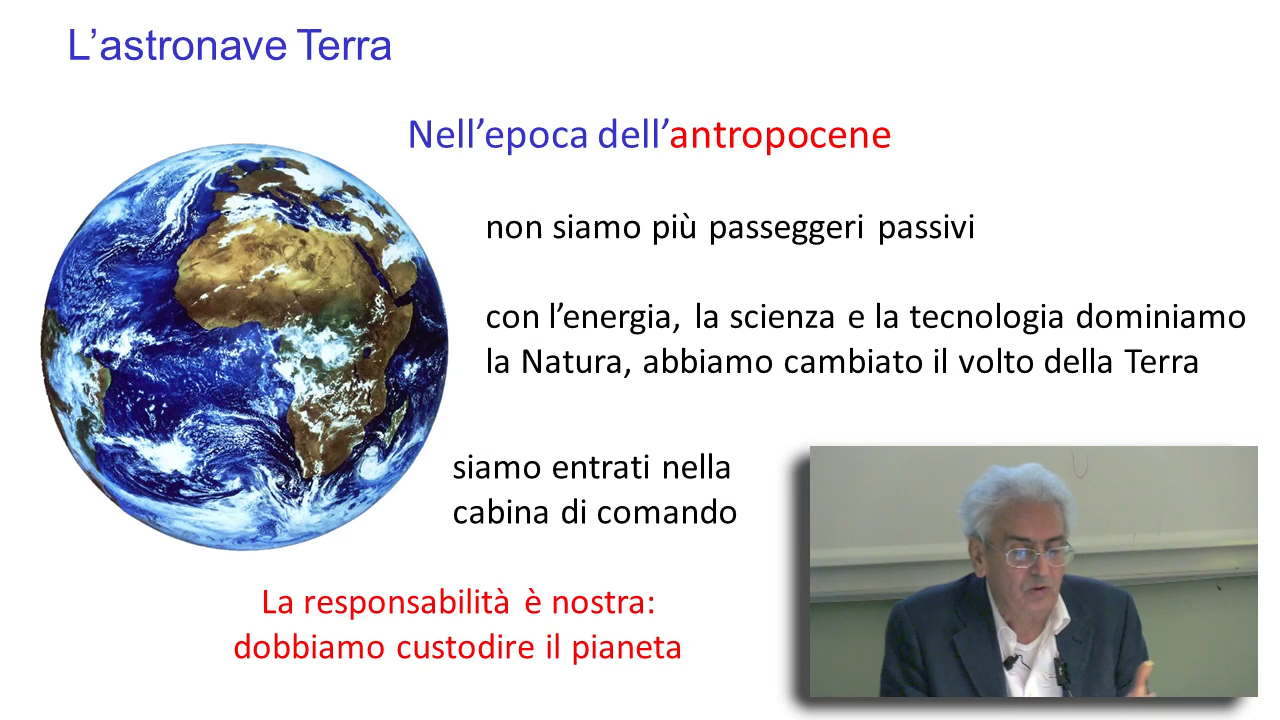 L’astronave Terra
Nell’epoca dell’antropocene
non siamo più passeggeri passivi
con l’energia, la scienza e la tecnologia dominiamo
la Natura, abbiamo cambiato il volto della Terra
siamo entrati nella
cabina di comando
La responsabilità è nostra:
dobbiamo custodire il pianeta